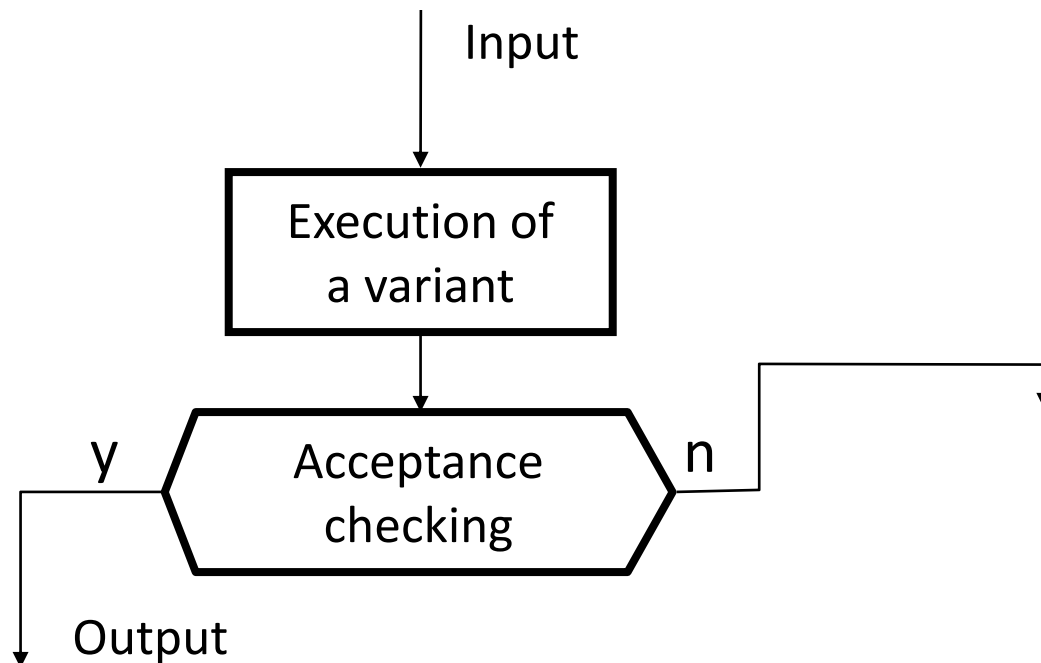 Input
Execution of
a variant
y
Acceptance
checking
n
Output